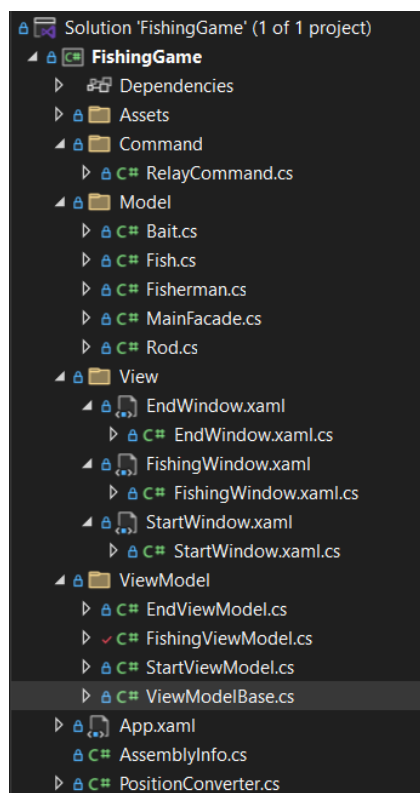 Solution 'FishingGame' (1 of 1 project)
C# FishingGame
Dependencies
Assets
Command
C# RelayCommand.cs
Model
C# Bait.cs
C# Fish.cs
C# Fisherman.cs
C# MainFacade.cs
C# Rod.cs
View
EndWindow.xaml
C# EndWindow.xaml.cs
FishingWindow.xaml
C# FishingWindow.xaml.cs
StartWindow.xaml
C# StartWindow.xaml.cs
ViewModel
C# EndViewModel.cs
C# FishingViewModel.cs
C# StartViewModel.cs
C# ViewModelBase.cs
App.xaml
C# AssemblyInfo.cs
C# PositionConverter.cs